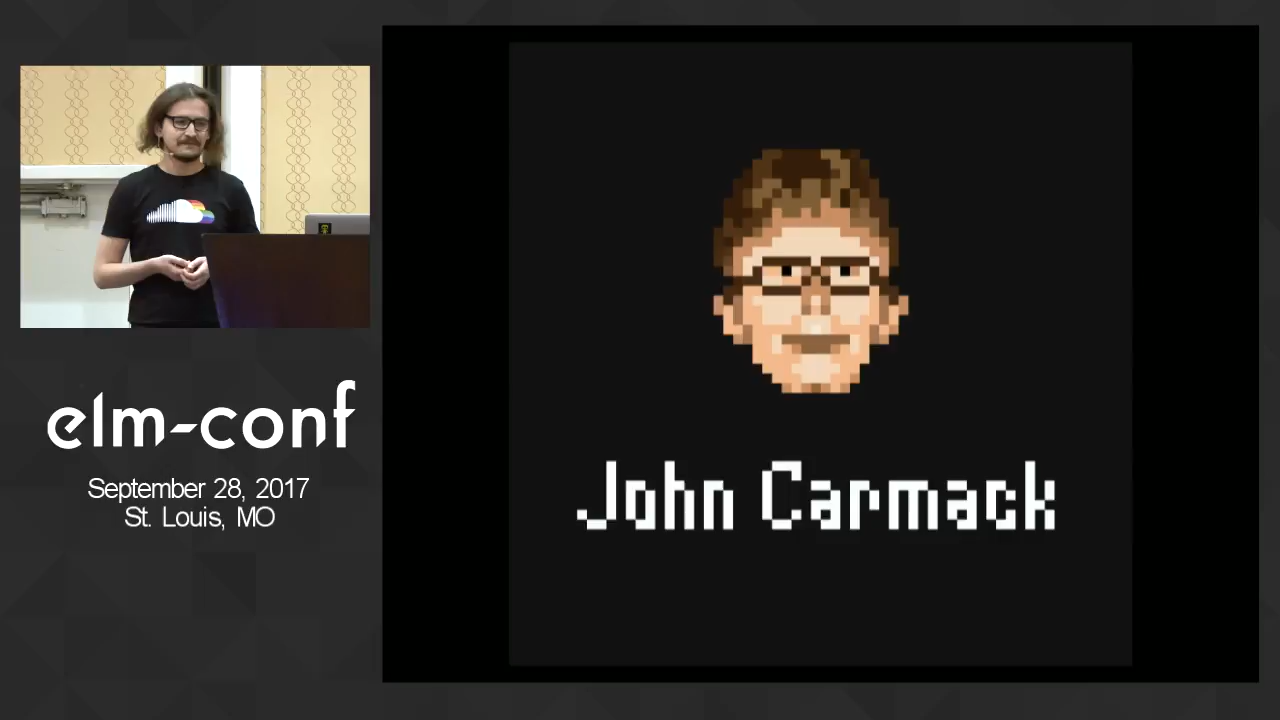 elm-conf
September 28, 2017
St. Louis, MO
John Carmack